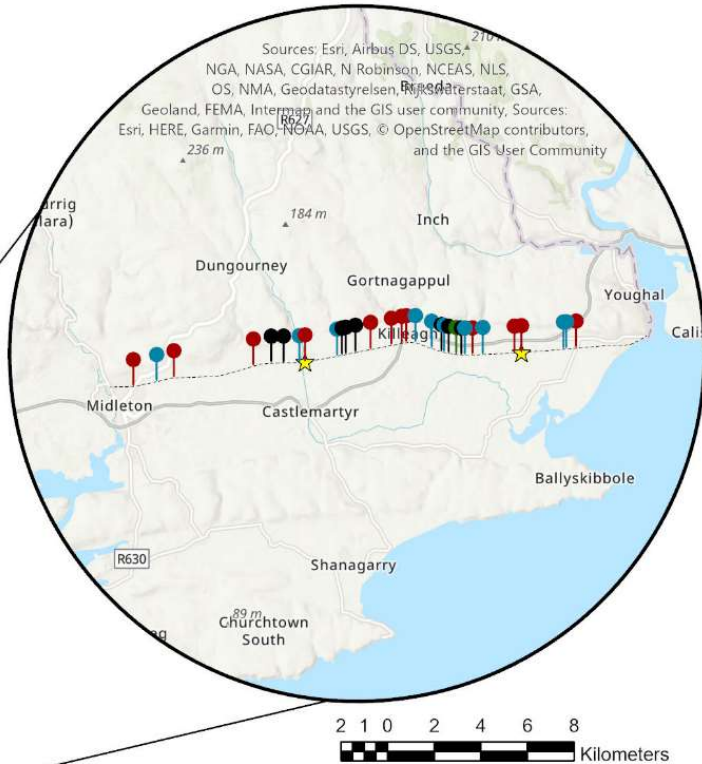 Sources: Esri, Airbus DS, USGS,
NGA, NASA, CGIAR, N Robinson, NCEAS, NLS,
OS, NMA, Geodatastyrelsen, Rijkswaterstaat, GSA,
Geoland, FEMA, Intermap and the GIS user community, Sources:
Esri, HERE, Garmin, FAO, NOAA, USGS, © OpenStreetMap contributors,
and the GIS User Community
R627
236 m
184 m
Inch
Dungourney
Gortnagappul
Youghal
Killeagh
Midleton
Castlemartyr
Ballyskibbole
R630
Shanagarry
89 m
Churchtown
South
2 1 0 2 4 6 8
Kilometers